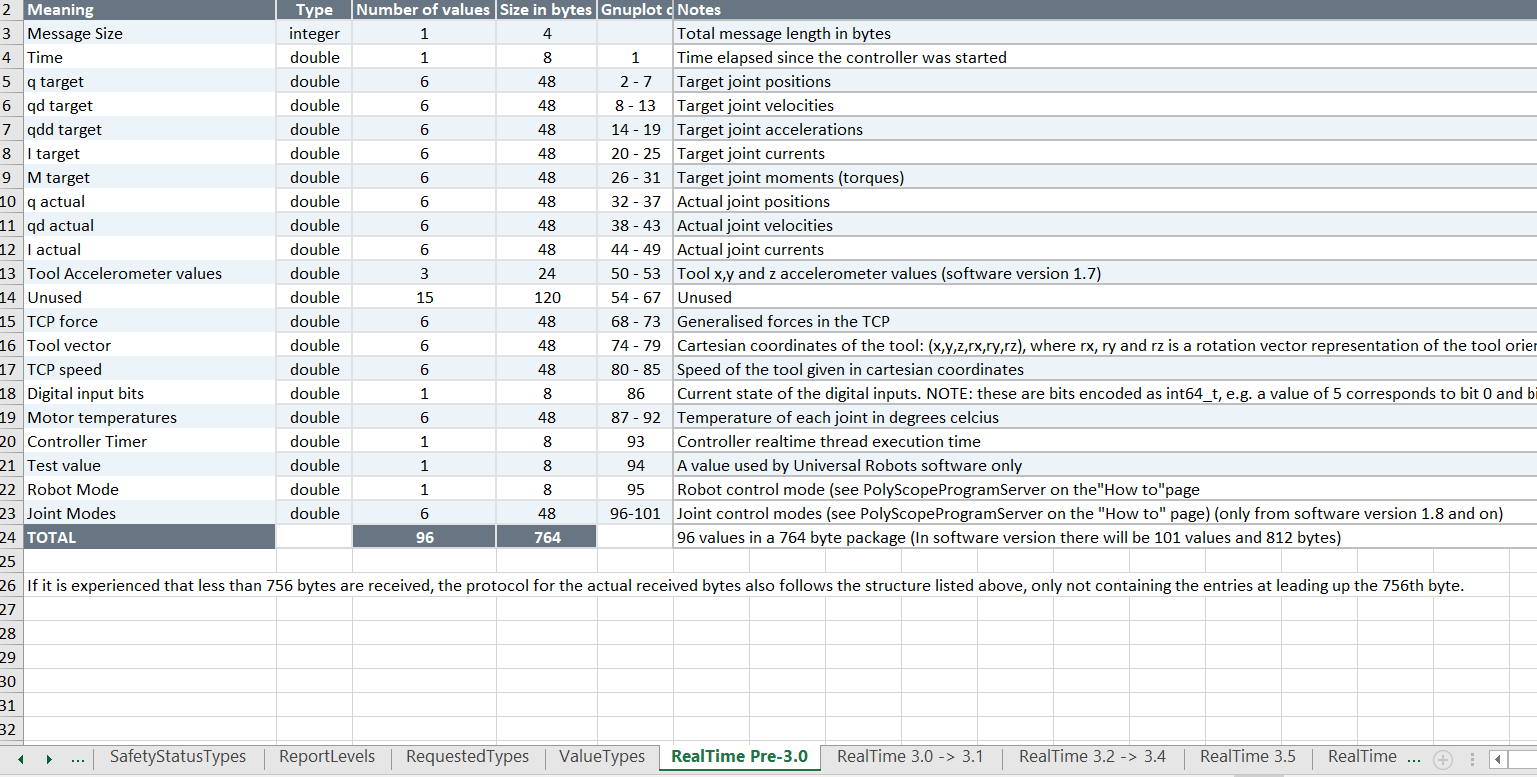 2 Meaning Type Number of values Size in bytes Gnuplot c Notes
3 Message Size integer 1 4 Total message length in bytes
4 Time double 1 8 1 Time elapsed since the controller was started
5 q target double 6 48 2 - 7 Target joint positions
6 qd target double 6 48 8 - 13 Target joint velocities
7 qdd target double 6 48 14 - 19 Target joint accelerations
8 I target double 6 48 20 - 25 Target joint currents
9 M target double 6 48 26 - 31 Target joint moments (torques)
10 q actual double 6 48 32 - 37 Actual joint positions
11 qd actual double 6 48 38 - 43 Actual joint velocities
12 I actual double 6 48 44 - 49 Actual joint currents
13 Tool Accelerometer values double 3 24 50 - 53 Tool x,y and z accelerometer values (software version 1.7)
14 Unused double 15 120 54 - 67 Unused
15 TCP force double 6 48 68 - 73 Generalised forces in the TCP
16 Tool vector double 6 48 74 - 79 Cartesian coordinates of the tool: (x,y,z,rx,ry,rz), where rx, ry and rz is a rotation vector representation of the tool orier
17 TCP speed double 6 48 80 - 85 Speed of the tool given in cartesian coordinates
18 Digital input bits double 1 8 86 Current state of the digital inputs. NOTE: these are bits encoded as int64_t, e.g. a value of 5 corresponds to bit 0 and bi
19 Motor temperatures double 6 48 87 - 92 Temperature of each joint in degrees celcius
20 Controller Timer double 1 8 93 Controller realtime thread execution time
21 Test value double 1 8 94 A value used by Universal Robots software only
22 Robot Mode double 1 8 95 Robot control mode (see PolyScopeProgramServer on the"How to"page
23 Joint Modes double 6 48 96-101 Joint control modes (see PolyScopeProgramServer on the "How to" page) (only from software version 1.8 and on)
24 TOTAL 96 764 96 values in a 764 byte package (In software version there will be 101 values and 812 bytes)
25
26 If it is experienced that less than 756 bytes are received, the protocol for the actual received bytes also follows the structure listed above, only not containing the entries at leading up the 756th byte.
27
28
29
30
31
32
... SafetyStatusTypes ReportLevels RequestedTypes ValueTypes RealTime Pre-3.0 RealTime 3.0 -> 3.1 RealTime 3.2 -> 3.4 RealTime 3.5 RealTime ...